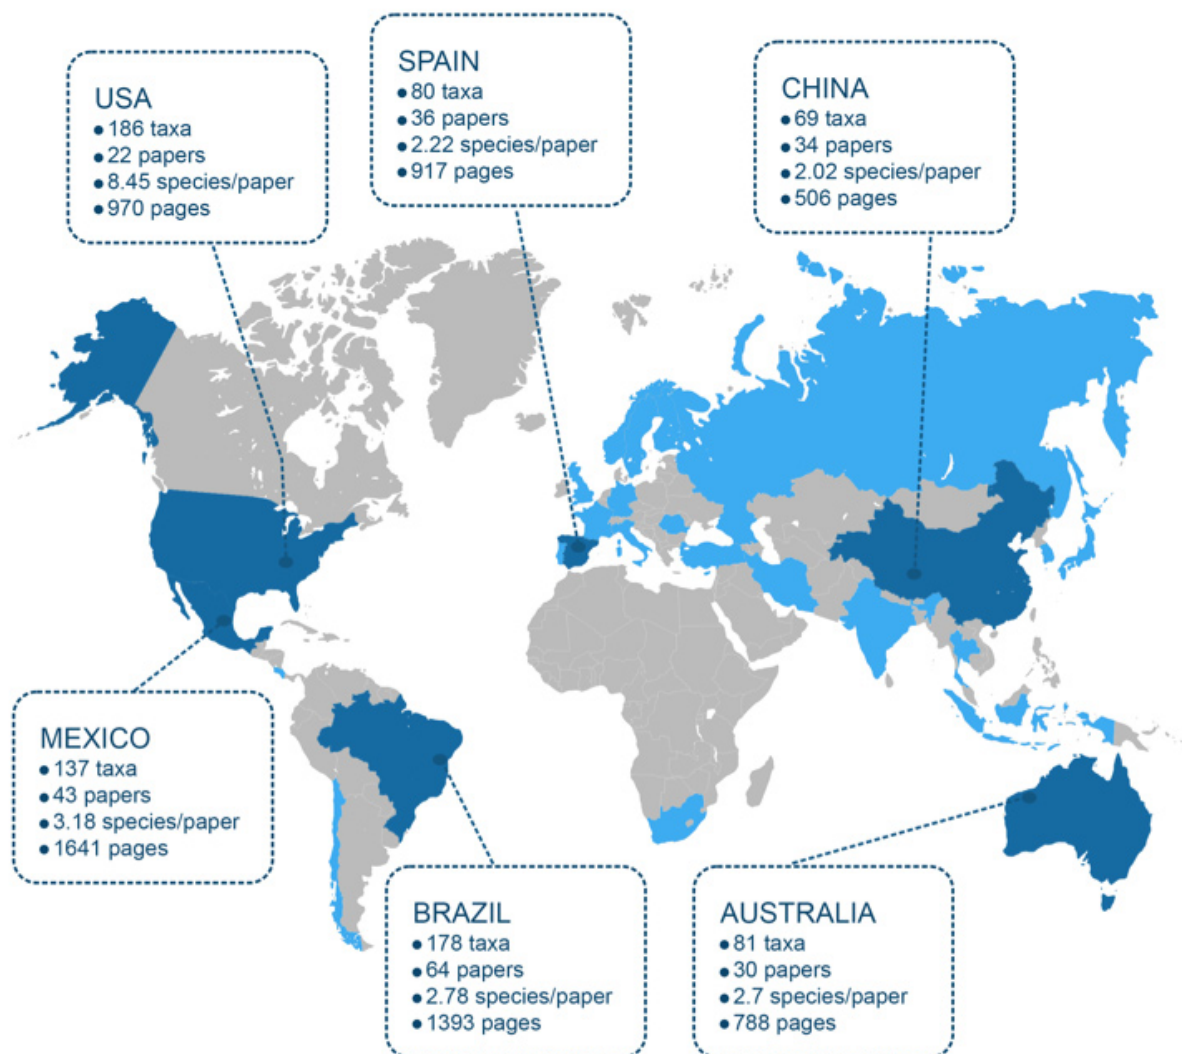 USA
• 186 taxa
• 22 papers
• 8.45 species/paper
• 970 pages
SPAIN
• 80 taxa
• 36 papers
• 2.22 species/paper
• 917 pages
CHINA
• 69 taxa
• 34 papers
• 2.02 species/paper
• 506 pages
MEXICO
• 137 taxa
• 43 papers
• 3.18 species/paper
• 1641 pages
BRAZIL
• 178 taxa
• 64 papers
• 2.78 species/paper
• 1393 pages
AUSTRALIA
• 81 taxa
• 30 papers
• 2.7 species/paper
• 788 pages